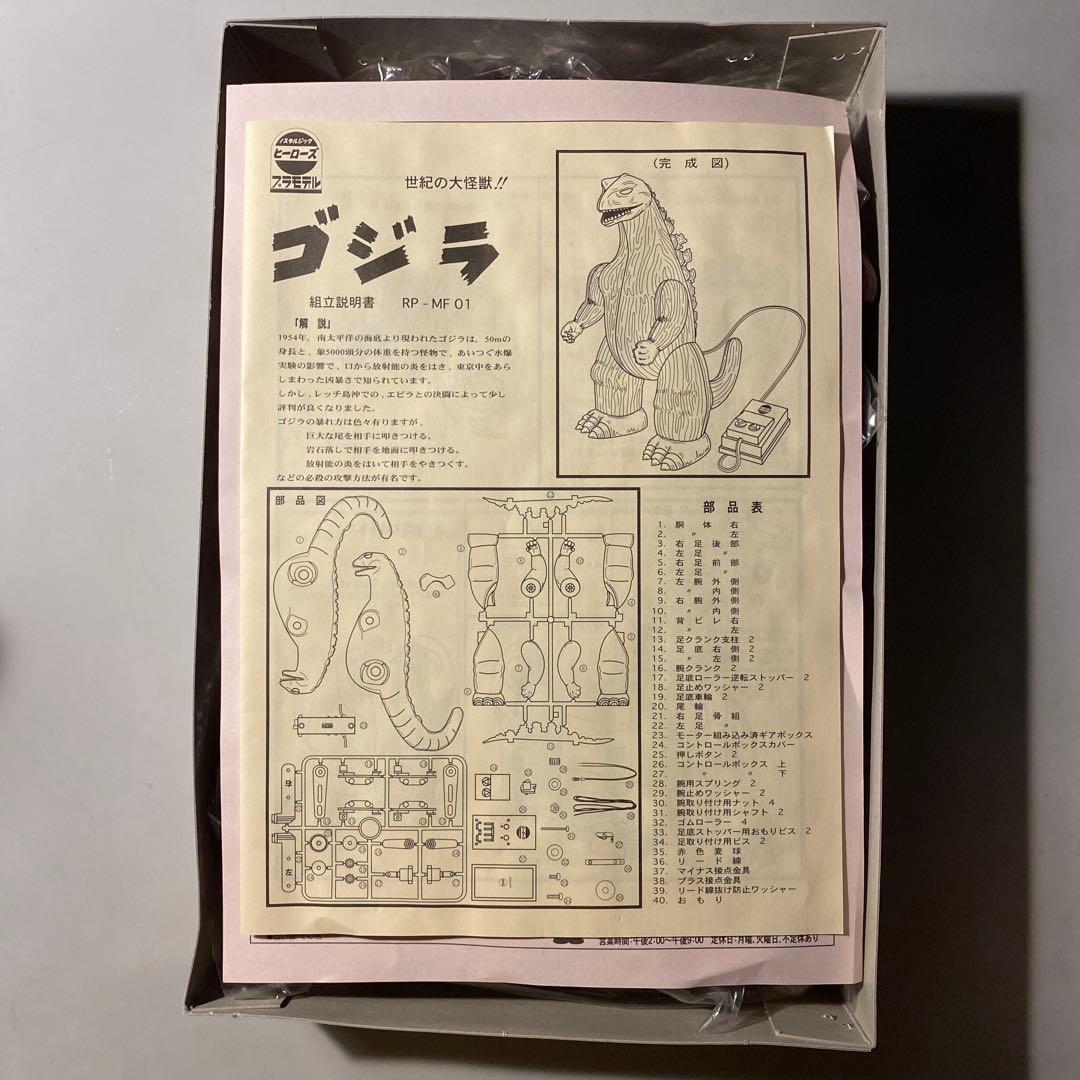 ノスタルジック
ヒーローズ
プラモデル
世紀の大怪獣!!
ゴジラ
組立説明書 RP-MF01
「解説」
1954年，南太平洋の海底より現われたゴジラは，50mの
身長と，象5000頭分の体重を持つ怪物で，あいつぐ水爆
実験の影響で，口から放射能の炎をはき，東京中をあら
しまわった凶暴さで知られています。
しかし，レッチ島沖での，エビラとの決闘によって少し
評判が良くなりました。
ゴジラの暴れ方は色々有りますが，
巨大な尾を相手に叩きつける。
岩石落しで相手を地面に叩きつける。
放射能の炎をはいて相手をやきつくす。
などの必殺の攻撃方法が有名です。
(完成図)
部品図
右
左
部品表
1. 胴体右
2. 〃 左
3. 右足後部
4. 左足 〃
5. 右足前部
6. 左足 〃
7. 左腕外側
8. 〃 内側
9. 右腕外側
10. 〃 内側
11. 背ビレ右
12. 〃 左
13. 足クランク支柱 2
14. 足底右側 2
15. 〃 左側 2
16. 腕クランク 2
17. 足底ローラー逆転ストッパー 2
18. 足止めワッシャー 2
19. 足底車輪 2
20. 尾輪
21. 右足骨組
22. 左足 〃
23. モーター組み込み済ギアボックス
24. コントロールボックスカバー
25. 押しボタン 2
26. コントロールボックス 上
27. 〃 〃 下
28. 腕用スプリング 2
29. 腕止めワッシャー 2
30. 腕取り付け用ナット 4
31. 腕取り付け用シャフト 2
32. ゴムローラー 4
33. 足底ストッパー用おもりビス 2
34. 足取り付け用ビス 2
35. 赤色麦球
36. リード線
37. マイナス接点金具
38. プラス接点金具
39. リード線抜け防止ワッシャー
40. おもり
営業時間:午後2:00〜午後9:00 定休日:月曜、火曜日、不定休あり